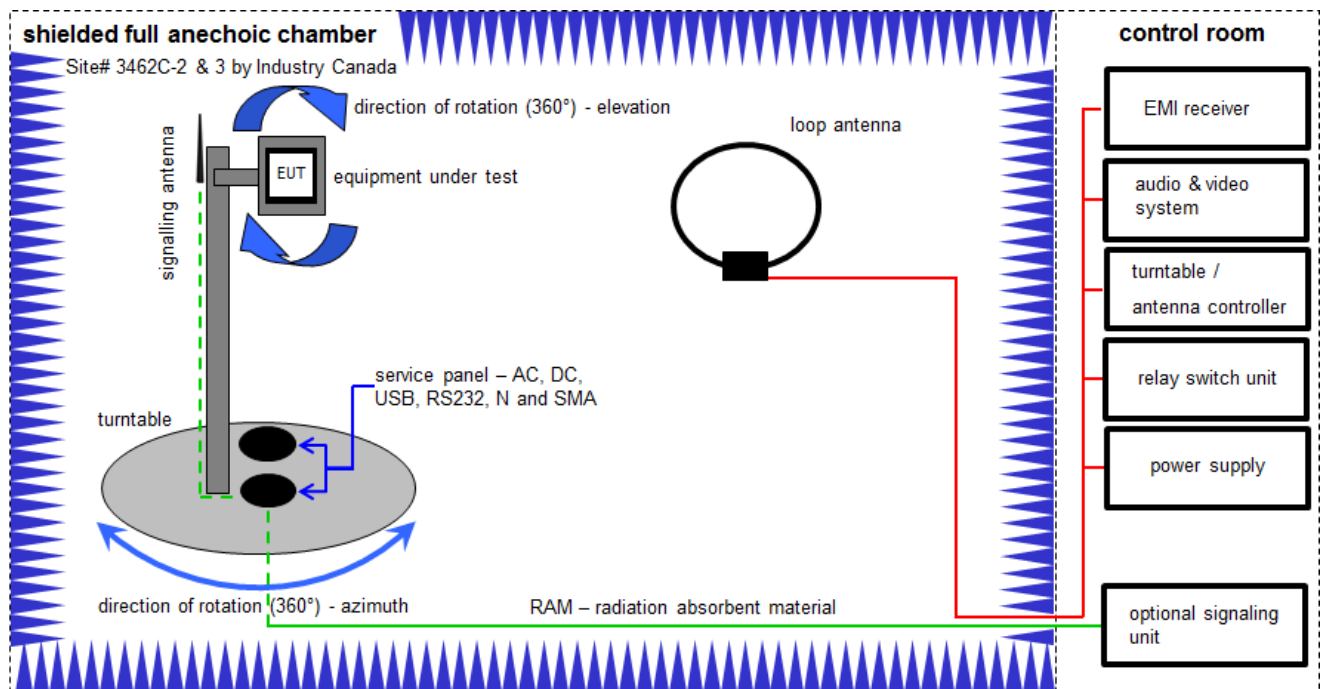 shielded full anechoic chamber
Site# 3462C-2 & 3 by Industry Canada
direction of rotation (360°) - elevation
signalling antenna
EUT
equipment under test
loop antenna
service panel – AC, DC,
USB, RS232, N and SMA
turntable
direction of rotation (360°) - azimuth
RAM – radiation absorbent material
control room
EMI receiver
audio & video
system
turntable /
antenna controller
relay switch unit
power supply
optional signaling
unit